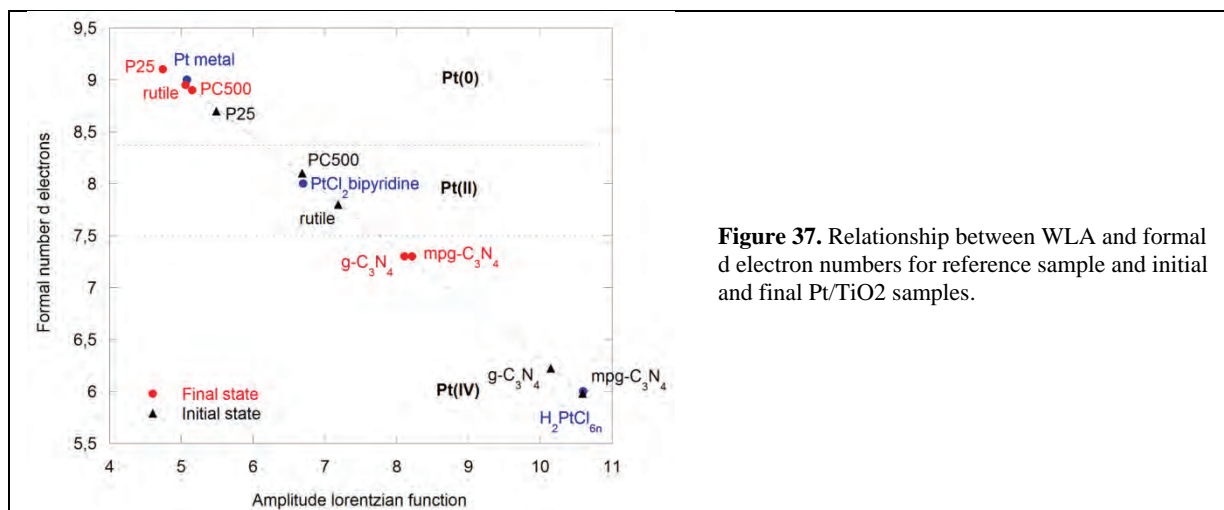 9,5
P25
Pt metal
9
rutile
PC500
Pt(0)
P25
8,5
PC500
8
PtCl2bipyridine
Pt(II)
rutile
7,5
g-C3N4
mpg-C3N4
7
6,5
g-C3N4
mpg-C3N4
Pt(IV)
6
H2PtCl6n
Final state
Initial state
5,5
4 5 6 7 8 9 10 11
Formal number d electrons
Amplitude lorentzian function
Figure 37. Relationship between WLA and formal
d electron numbers for reference sample and initial
and final Pt/TiO2 samples.